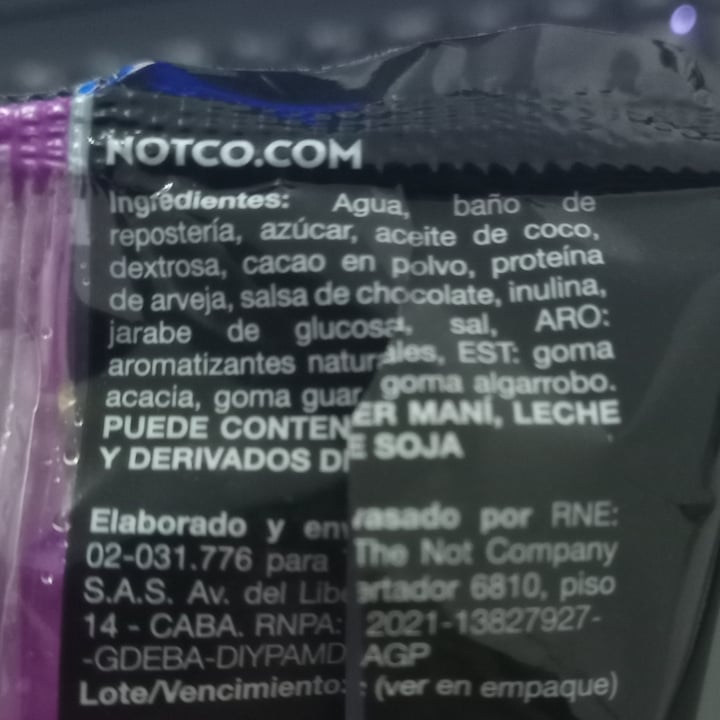 NOTCO.COM
Ingredientes: Agua, baño de
repostería, azúcar, aceite de coco,
dextrosa, cacao en polvo, proteína
de arveja, salsa de chocolate, inulina,
jarabe de glucosa, sal, ARO:
aromatizantes naturales, EST: goma
acacia, goma guar, goma algarrobo.
PUEDE CONTENER MANÍ, LECHE
Y DERIVADOS DE SOJA
Elaborado y envasado por RNE:
02-031.776 para The Not Company
S.A.S. Av. del Libertador 6810, piso
14 - CABA. RNPA: 2021-13827927-
-GDEBA-DIYPAMD AGP
Lote/Vencimiento: (ver en empaque)